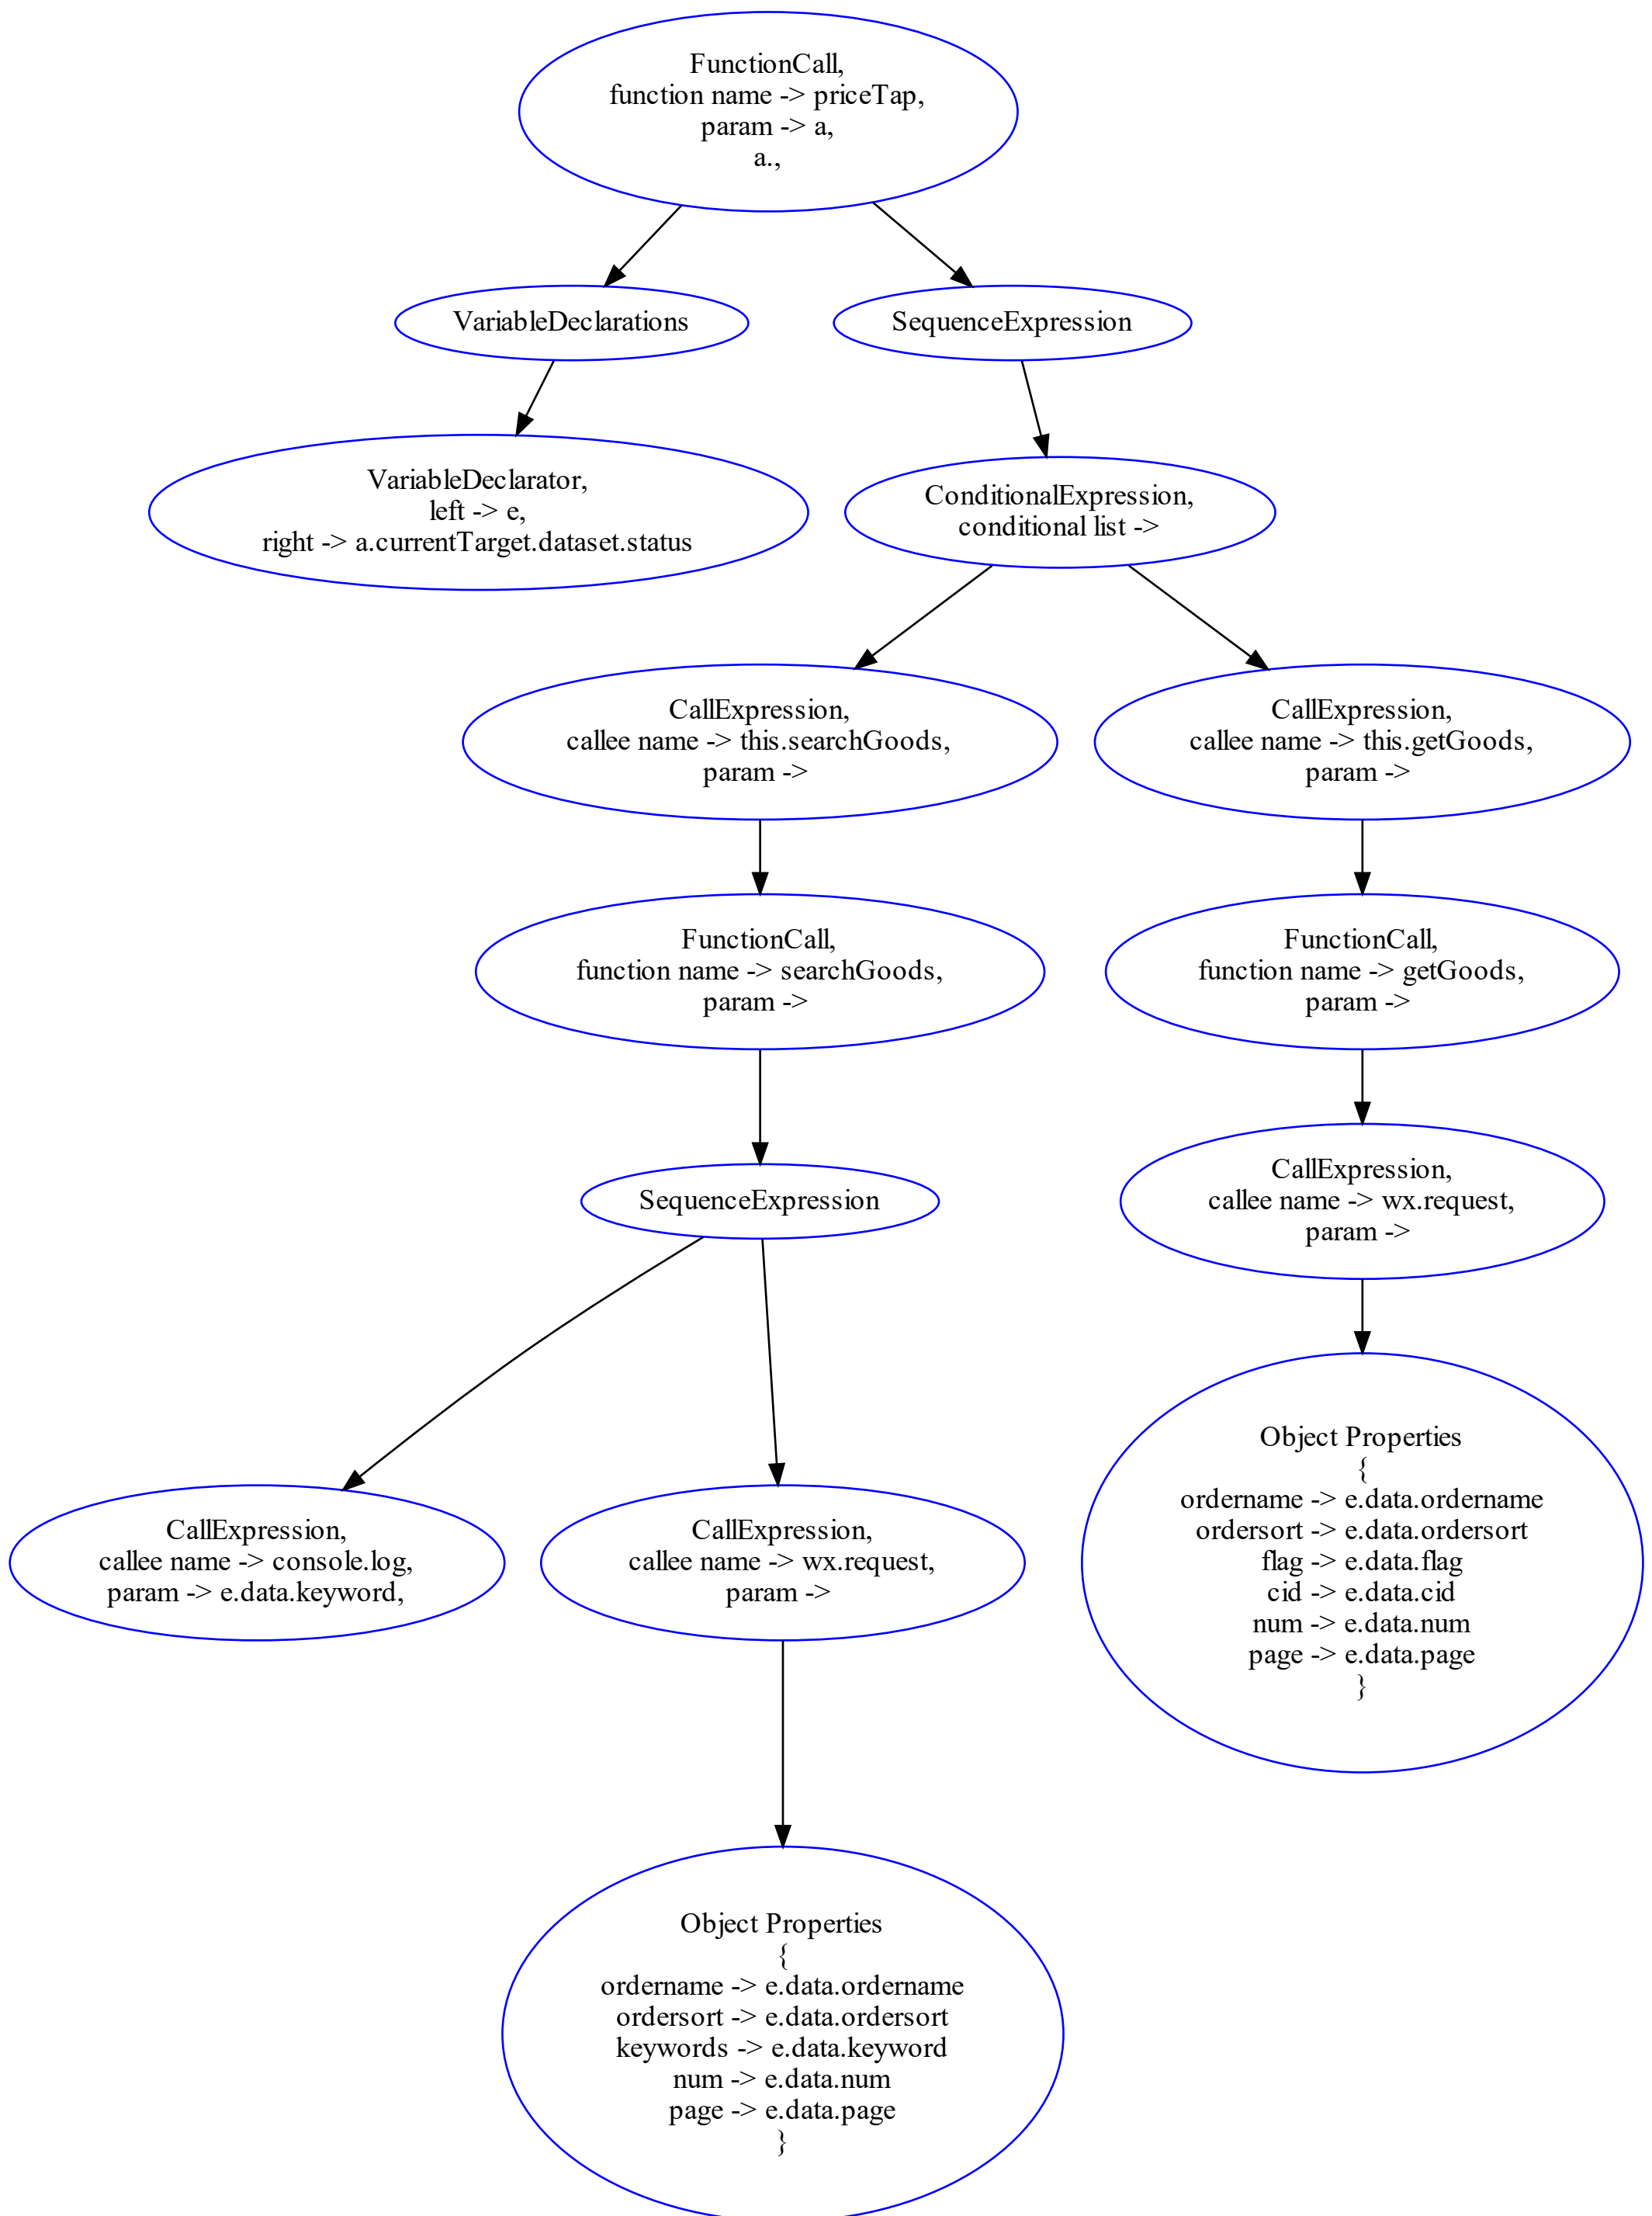 FunctionCall,
function name -> priceTap,
param -> a,
a.,
VariableDeclarations
SequenceExpression
VariableDeclarator,
left -> e,
right -> a.currentTarget.dataset.status
ConditionalExpression,
conditional list ->
CallExpression,
callee name -> this.searchGoods,
param ->
CallExpression,
callee name -> this.getGoods,
param ->
FunctionCall,
function name -> searchGoods,
param ->
FunctionCall,
function name -> getGoods,
param ->
SequenceExpression
CallExpression,
callee name -> wx.request,
param ->
CallExpression,
callee name -> console.log,
param -> e.data.keyword,
CallExpression,
callee name -> wx.request,
param ->
Object Properties
{
ordername -> e.data.ordername
ordersort -> e.data.ordersort
flag -> e.data.flag
cid -> e.data.cid
num -> e.data.num
page -> e.data.page
}
Object Properties
{
ordername -> e.data.ordername
ordersort -> e.data.ordersort
keywords -> e.data.keyword
num -> e.data.num
page -> e.data.page
}